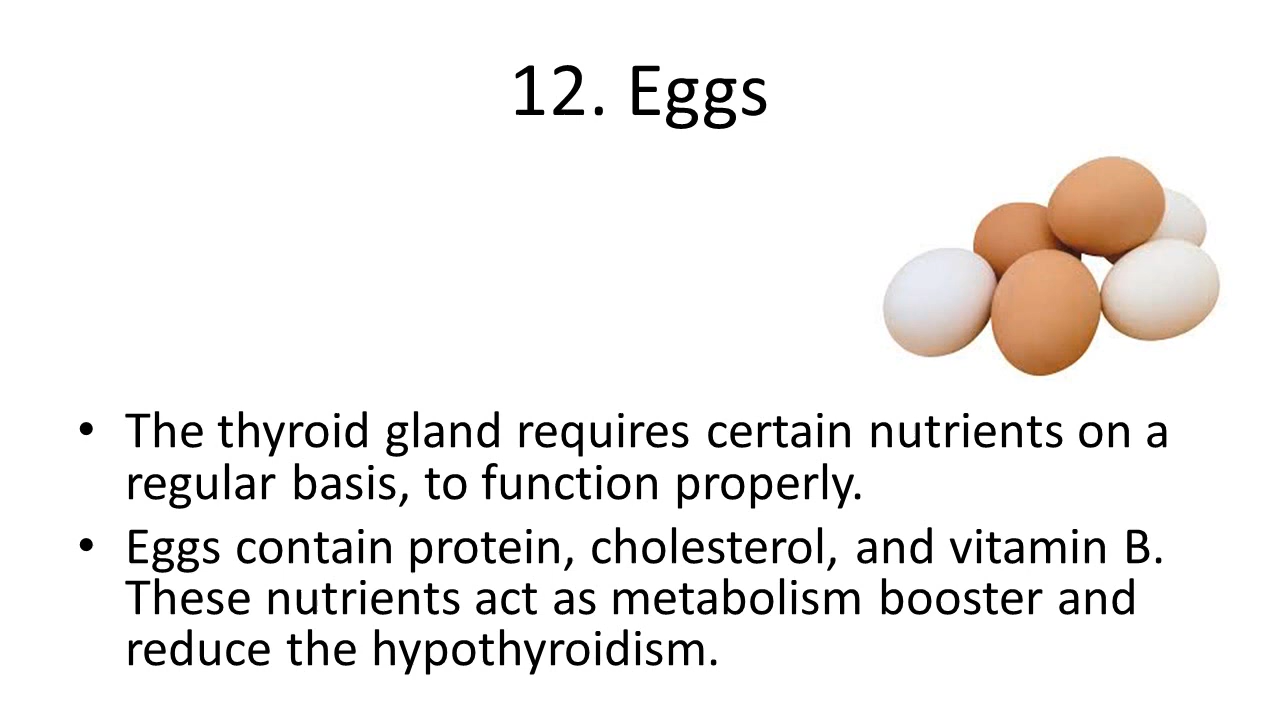 12. Eggs
• The thyroid gland requires certain nutrients on a
regular basis, to function properly.
• Eggs contain protein, cholesterol, and vitamin B.
These nutrients act as metabolism booster and
reduce the hypothyroidism.